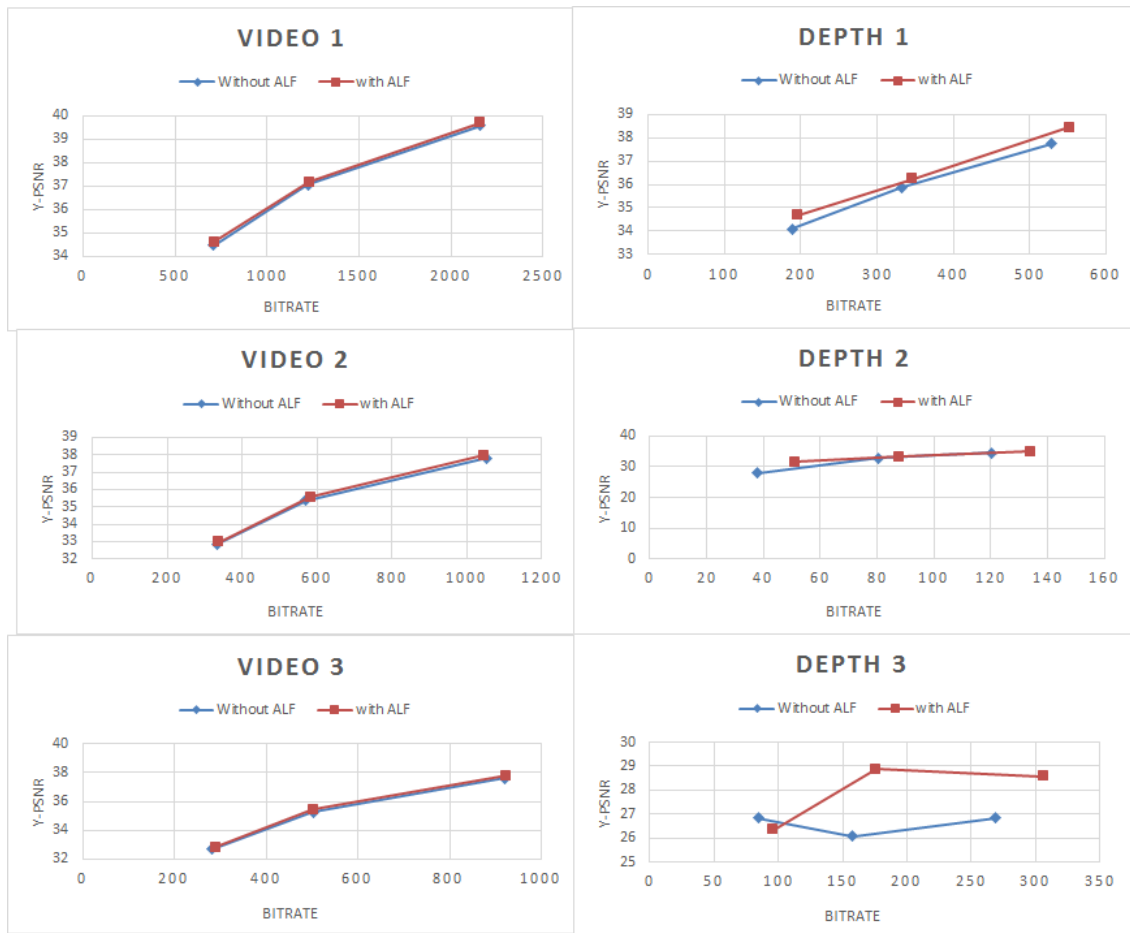 VIDEO 1
Without ALF with ALF
40
39
38
37
36
35
34
Y-PSNR
0 500 1000 1500 2000 2500
BITRATE
DEPTH 1
Without ALF with ALF
39
38
37
36
35
34
33
Y-PSNR
0 100 200 300 400 500 600
BITRATE
VIDEO 2
Without ALF with ALF
39
38
37
36
35
34
33
32
Y-PSNR
0 200 400 600 800 1000 1200
BITRATE
DEPTH 2
Without ALF with ALF
40
30
20
10
0
Y-PSNR
0 20 40 60 80 100 120 140 160
BITRATE
VIDEO 3
Without ALF with ALF
40
38
36
34
32
Y-PSNR
0 200 400 600 800 1000
BITRATE
DEPTH 3
Without ALF with ALF
30
29
28
27
26
25
Y-PSNR
0 50 100 150 200 250 300 350
BITRATE